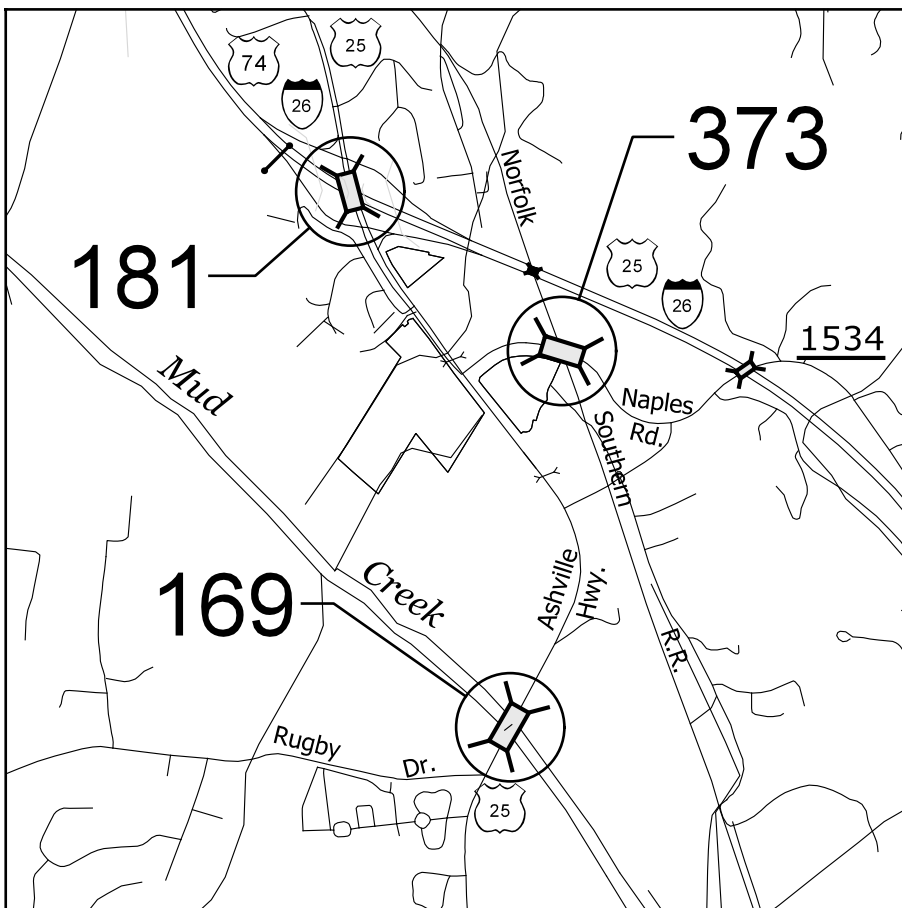 25
74
26
373
Norfolk
181
25
26
1534
Mud
Naples
Rd.
Southern
Creek
Ashville
Hwy.
169
R.R.
Rugby
Dr.
25